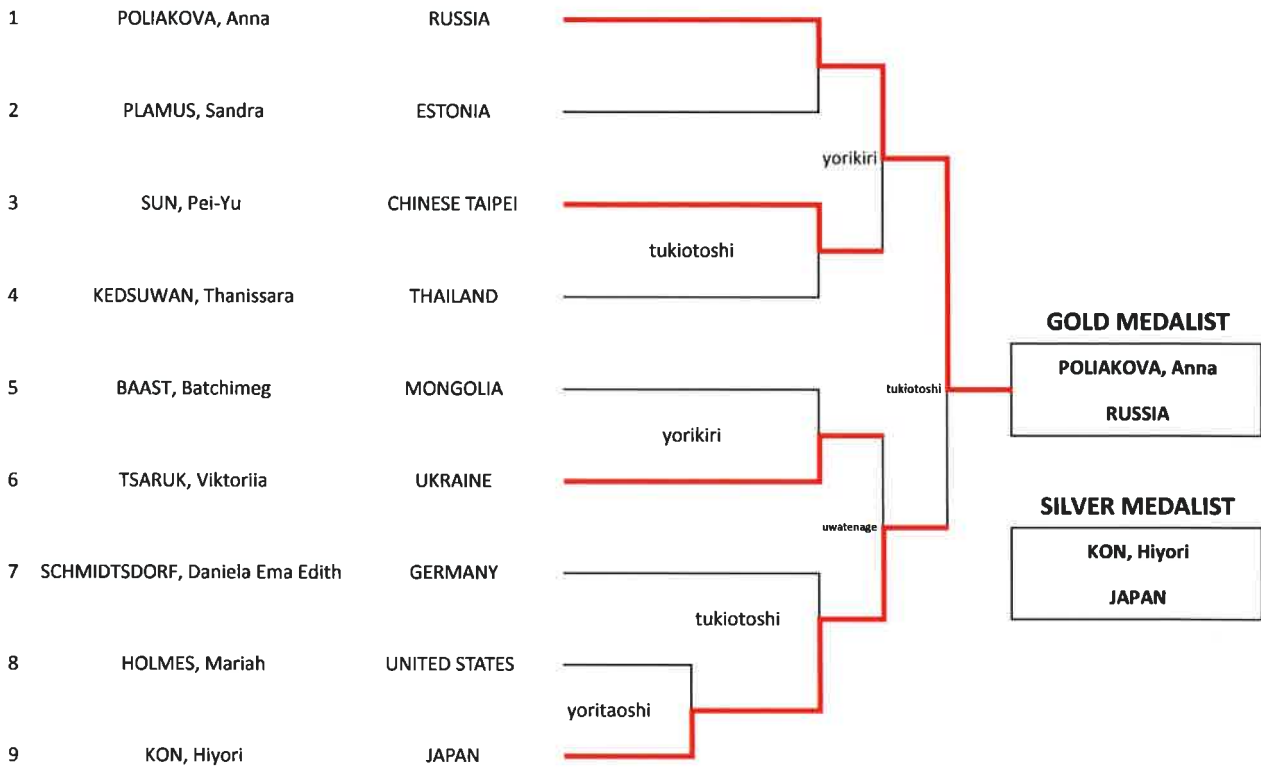 1 POLIAKOVA, Anna RUSSIA
2 PLAMUS, Sandra ESTONIA
yorikiri
3 SUN, Pei-Yu CHINESE TAIPEI
tukiotoshi
4 KEDSUWAN, Thanissara THAILAND
GOLD MEDALIST
POLIAKOVA, Anna
RUSSIA
5 BAAST, Batchimeg MONGOLIA
tukiotoshi
yorikiri
6 TSARUK, Viktoriia UKRAINE
SILVER MEDALIST
KON, Hiyori
JAPAN
uwatenage
7 SCHMIDTSDORF, Daniela Ema Edith GERMANY
tukiotoshi
8 HOLMES, Mariah UNITED STATES
yoritaoshi
9 KON, Hiyori JAPAN